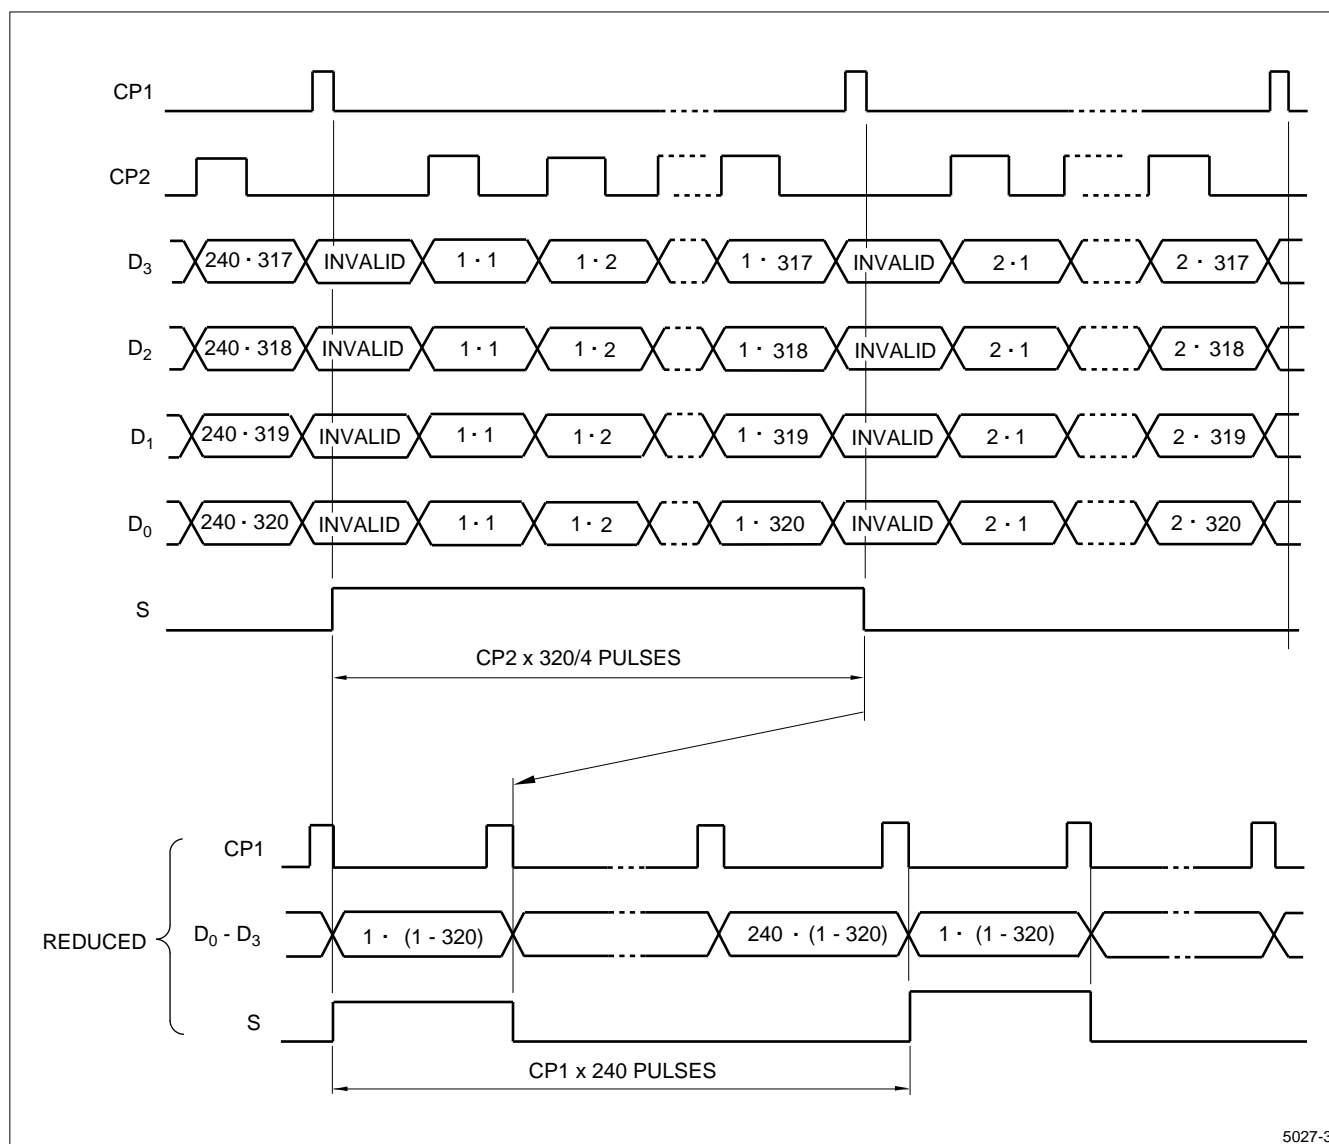 CP1
CP2
D3 240 · 317 INVALID 1 · 1 1 · 2 1 · 317 INVALID 2 · 1 2 · 317
D2 240 · 318 INVALID 1 · 1 1 · 2 1 · 318 INVALID 2 · 1 2 · 318
D1 240 · 319 INVALID 1 · 1 1 · 2 1 · 319 INVALID 2 · 1 2 · 319
D0 240 · 320 INVALID 1 · 1 1 · 2 1 · 320 INVALID 2 · 1 2 · 320
S
CP2 x 320/4 PULSES
CP1
REDUCED D0 - D3 1 · (1 - 320) 240 · (1 - 320) 1 · (1 - 320)
S
CP1 x 240 PULSES
5027-3